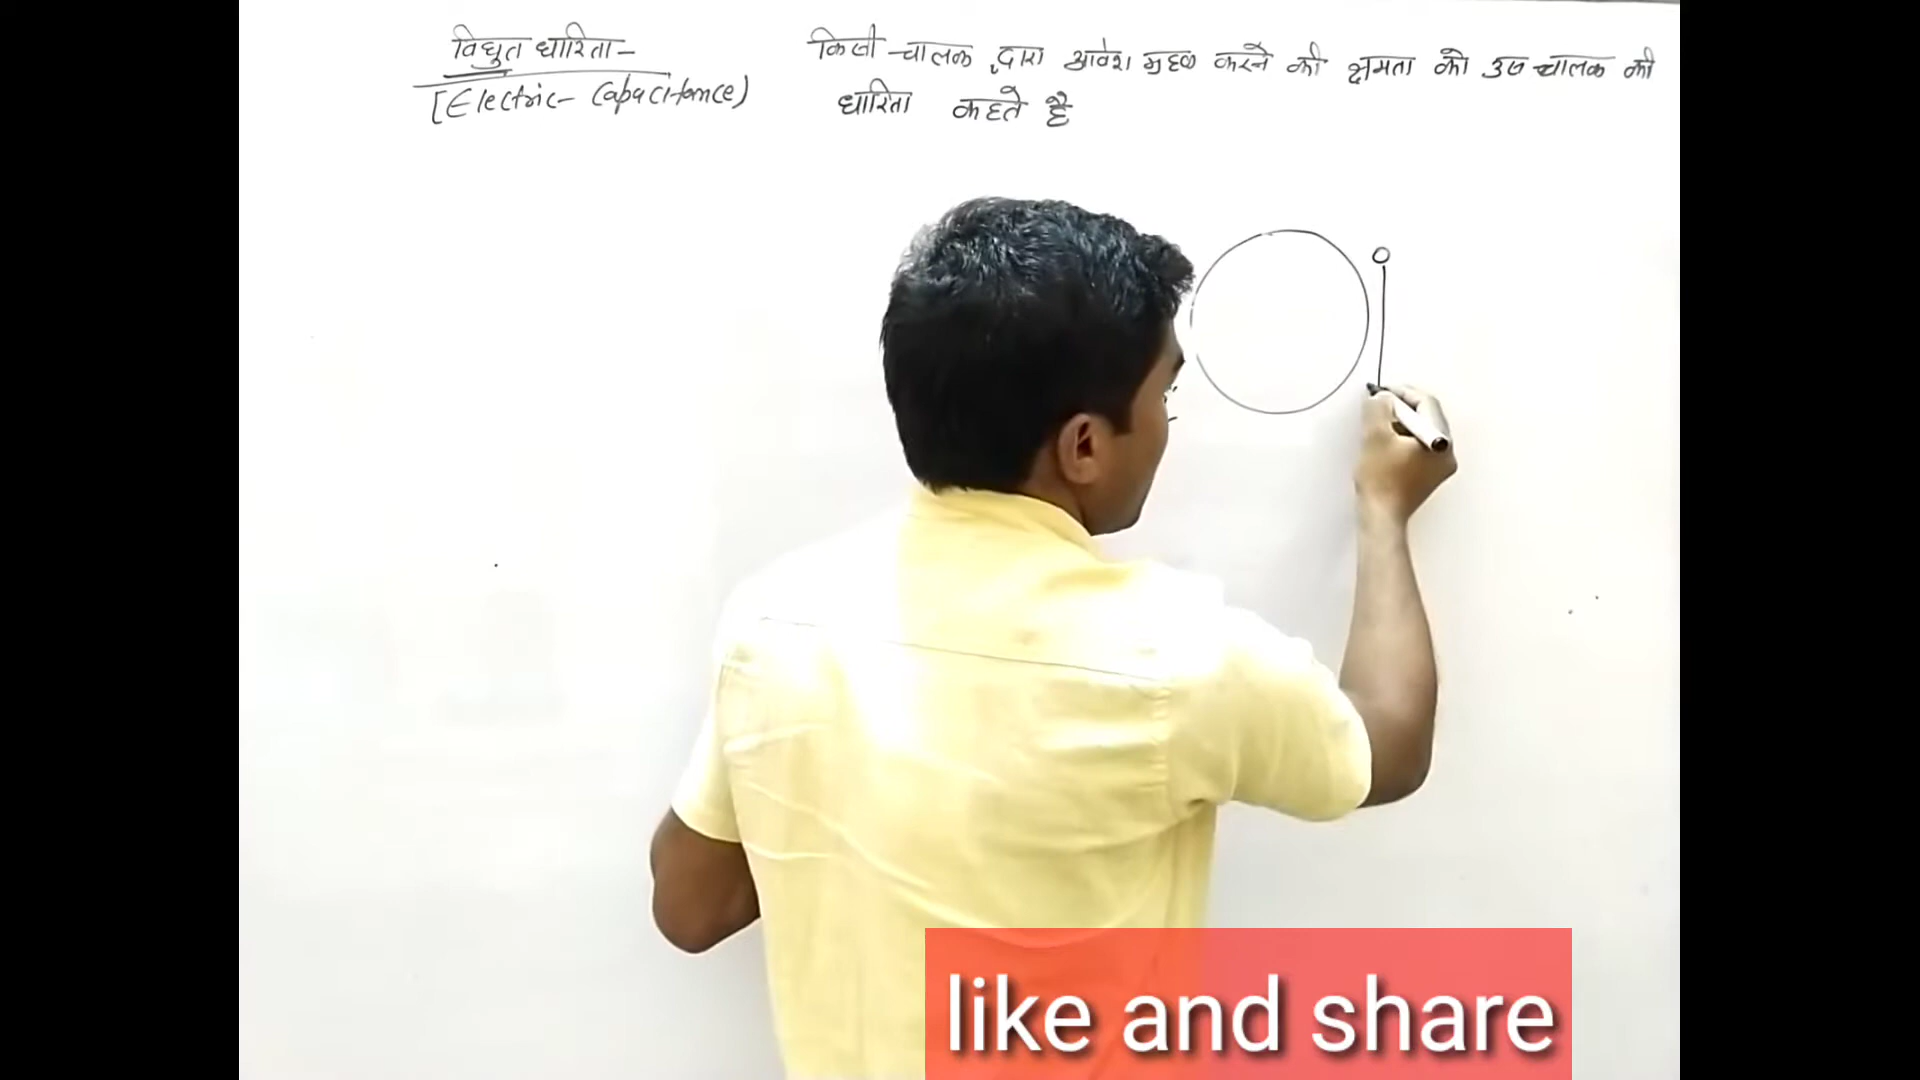 विधुत धारिता –
[Electric – Capacitance)
किसी चालक द्वारा आवेश ग्रहण करने की क्षमता को उस चालक की
धारिता कहते है
like and share